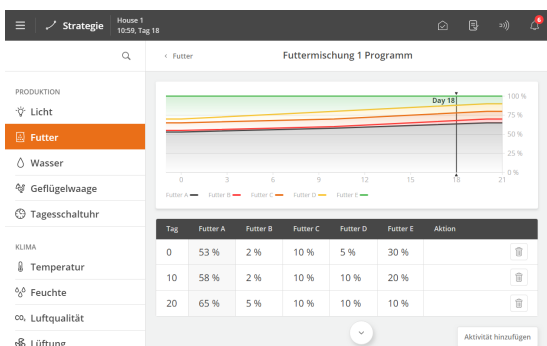 Strategie
House 1
10:59, Tag 18
6
PRODUKTION
Licht
Futter
Wasser
Geflügelwaage
Tagesschaltuhr
KLIMA
Temperatur
Feuchte
CO₂ Luftqualität
Lüftung
‹ Futter
Futtermischung 1 Programm
Day 18
100 %
75 %
50 %
25 %
0 %
0 3 6 9 12 15 18 21
Futter A Futter B Futter C Futter D Futter E
Tag Futter A Futter B Futter C Futter D Futter E Aktion
0 53 % 2 % 10 % 5 % 30 %
10 58 % 2 % 10 % 10 % 20 %
20 65 % 5 % 10 % 10 % 10 %
Aktivität hinzufügen